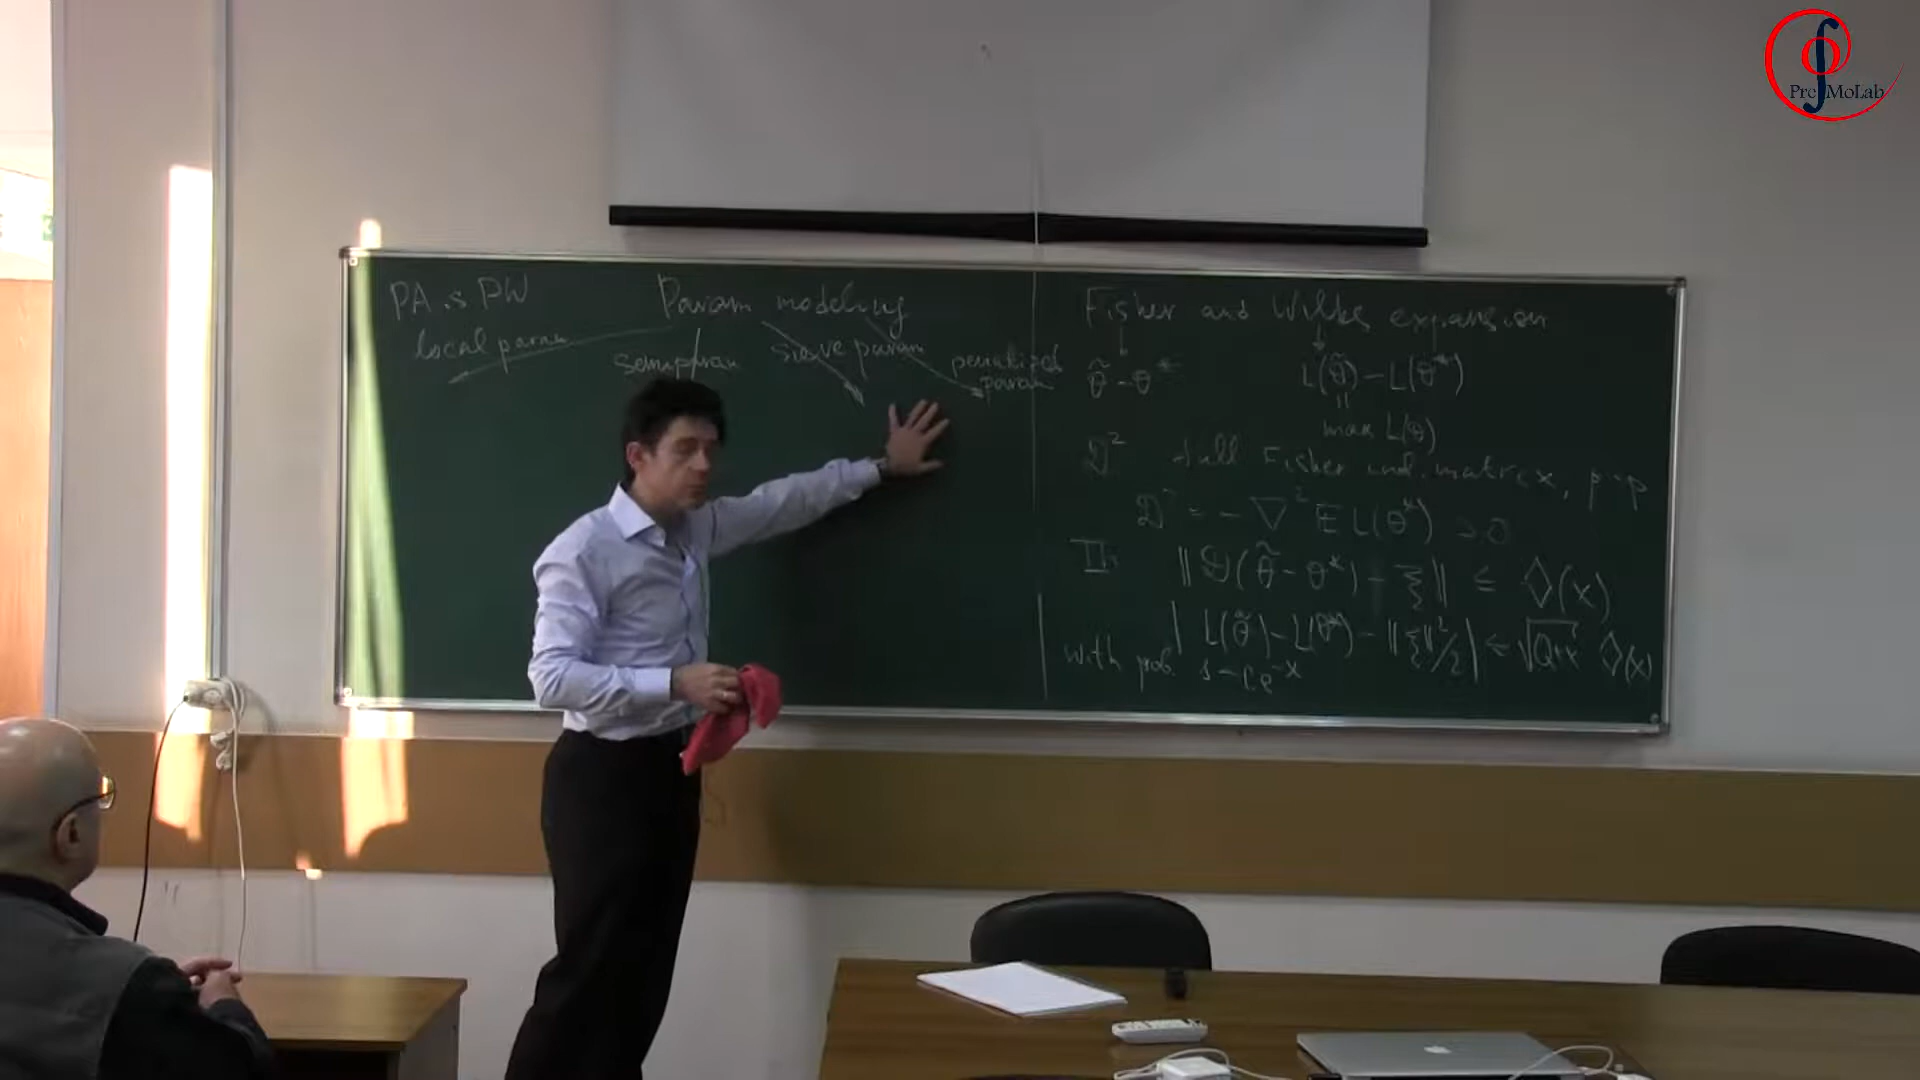 PA vs PW
Param modeling
local param
semiparam
sieve param
penalized
param
Fisher and Wilks expansion
θ̃ - θ*
L(θ̃) - L(θ*)
||
max L(θ)
D² full Fisher inf. matrix, p×p
D² = -∇² E L(θ*) > 0
Th
‖D(θ̃ - θ*) - ξ‖ ≤ ◊(x)
| L(θ̃) - L(θ*) - ‖ξ‖²/2 | ≤ ◊(x)
with prob. 1 - Ce^-x
PreMoLab